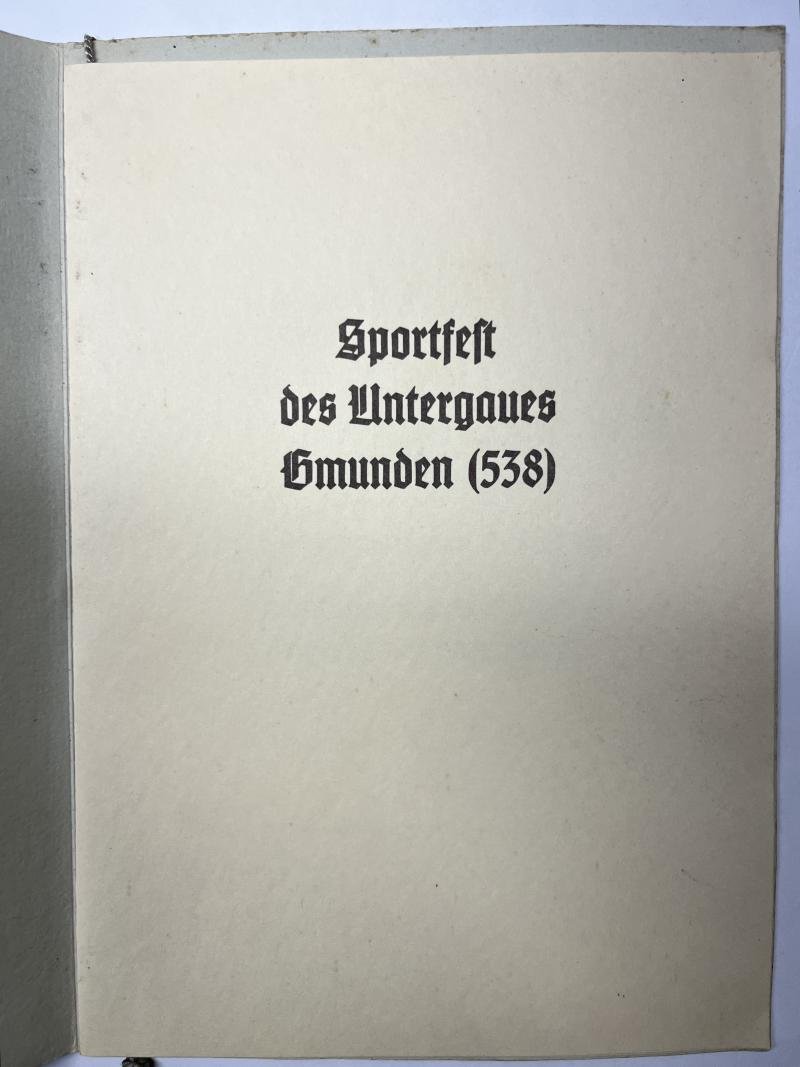 Sportfest
des Untergaues
Gmunden (538)